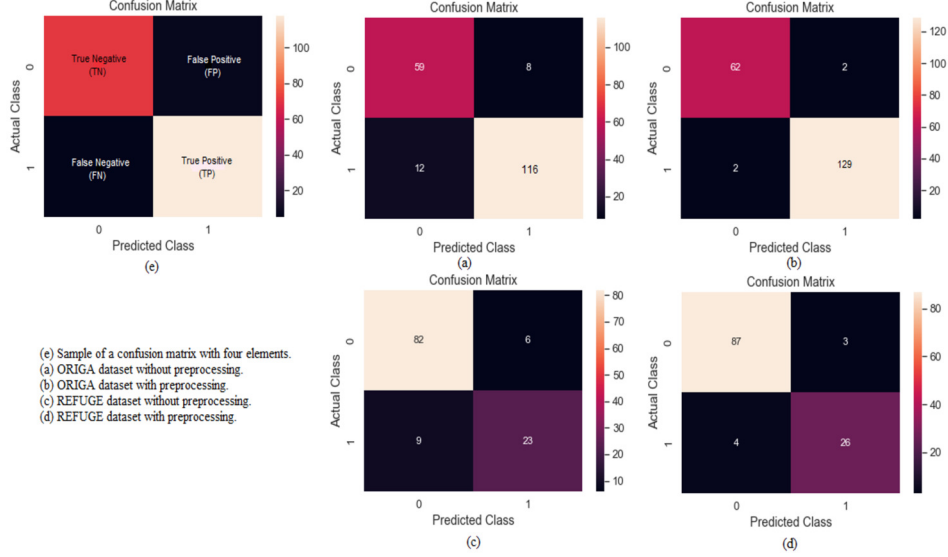 Confusion Matrix
Actual Class
0
1
True Negative
(TN)
False Positive
(FP)
False Negative
(FN)
True Positive
(TP)
100
80
60
40
20
0 1
Predicted Class
(e)
Confusion Matrix
Actual Class
0
1
59 8
12 116
100
80
60
40
20
0 1
Predicted Class
(a)
Confusion Matrix
Actual Class
0
1
62 2
2 129
120
100
80
60
40
20
0 1
Predicted Class
(b)
(e) Sample of a confusion matrix with four elements.
(a) ORIGA dataset without preprocessing.
(b) ORIGA dataset with preprocessing.
(c) REFUGE dataset without preprocessing.
(d) REFUGE dataset with preprocessing.
Confusion Matrix
Actual Class
0
1
82 6
9 23
80
70
60
50
40
30
20
10
0 1
Predicted Class
(c)
Confusion Matrix
Actual Class
0
1
87 3
4 26
80
60
40
20
0 1
Predicted Class
(d)